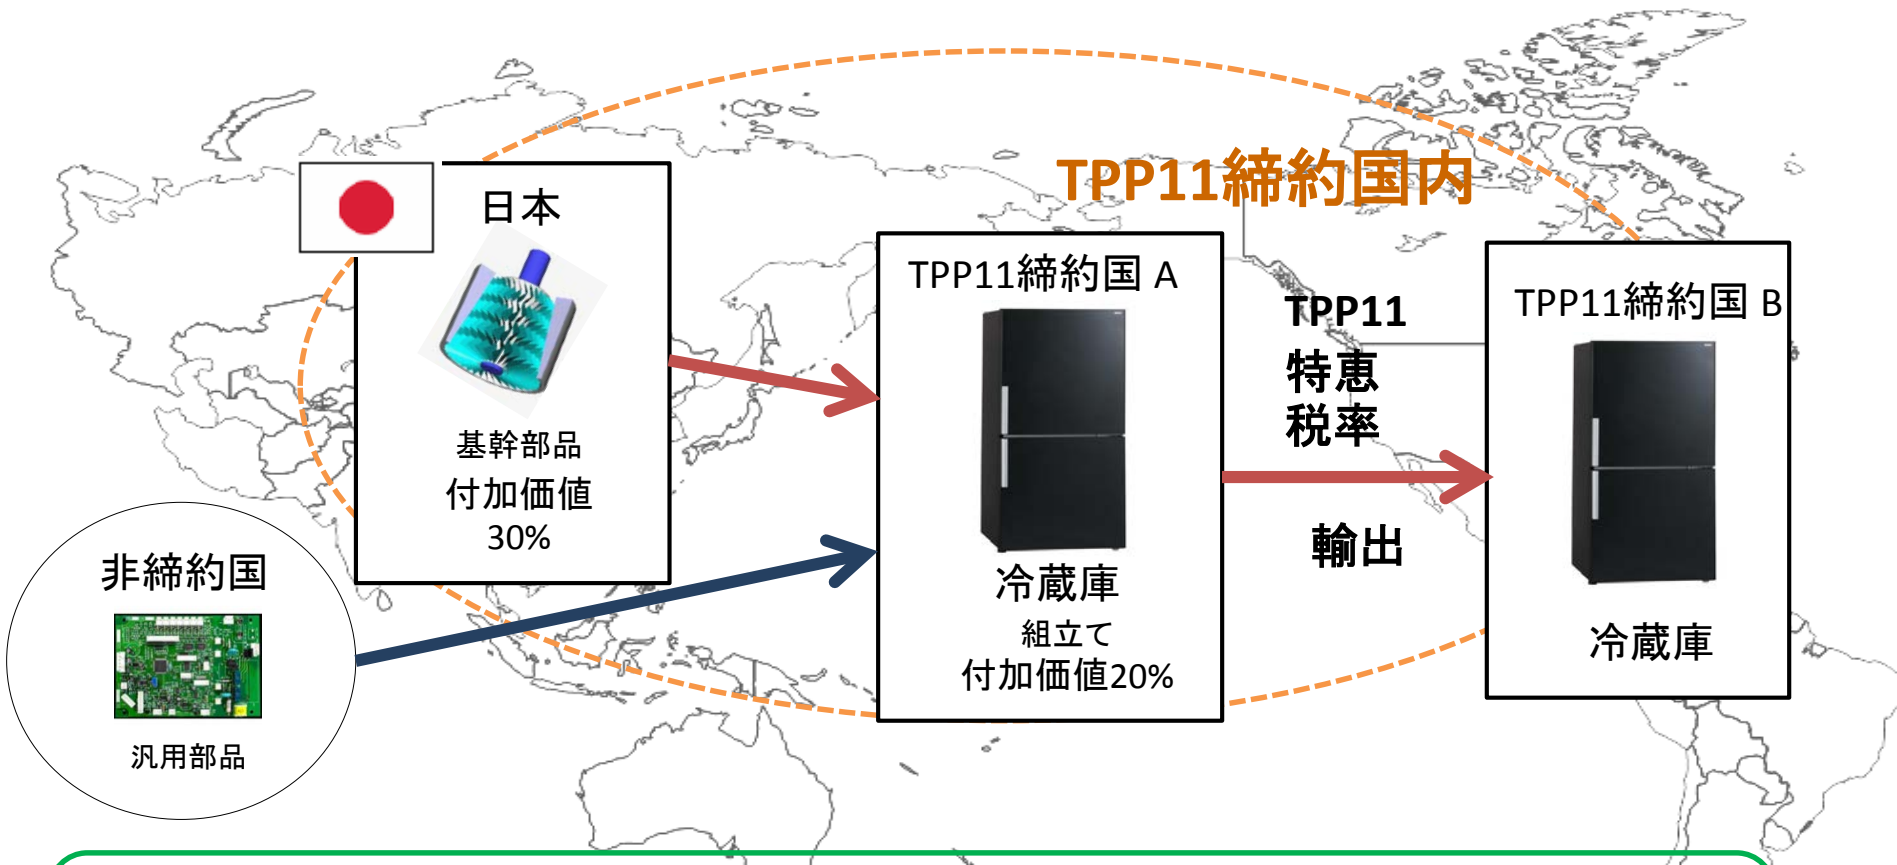 TPP11締約国内
日本
基幹部品
付加価値
30%
非締約国
汎用部品
TPP11締約国 A
冷蔵庫
組立て
付加価値20%
TPP11
特恵
税率
輸出
TPP11締約国 B
冷蔵庫